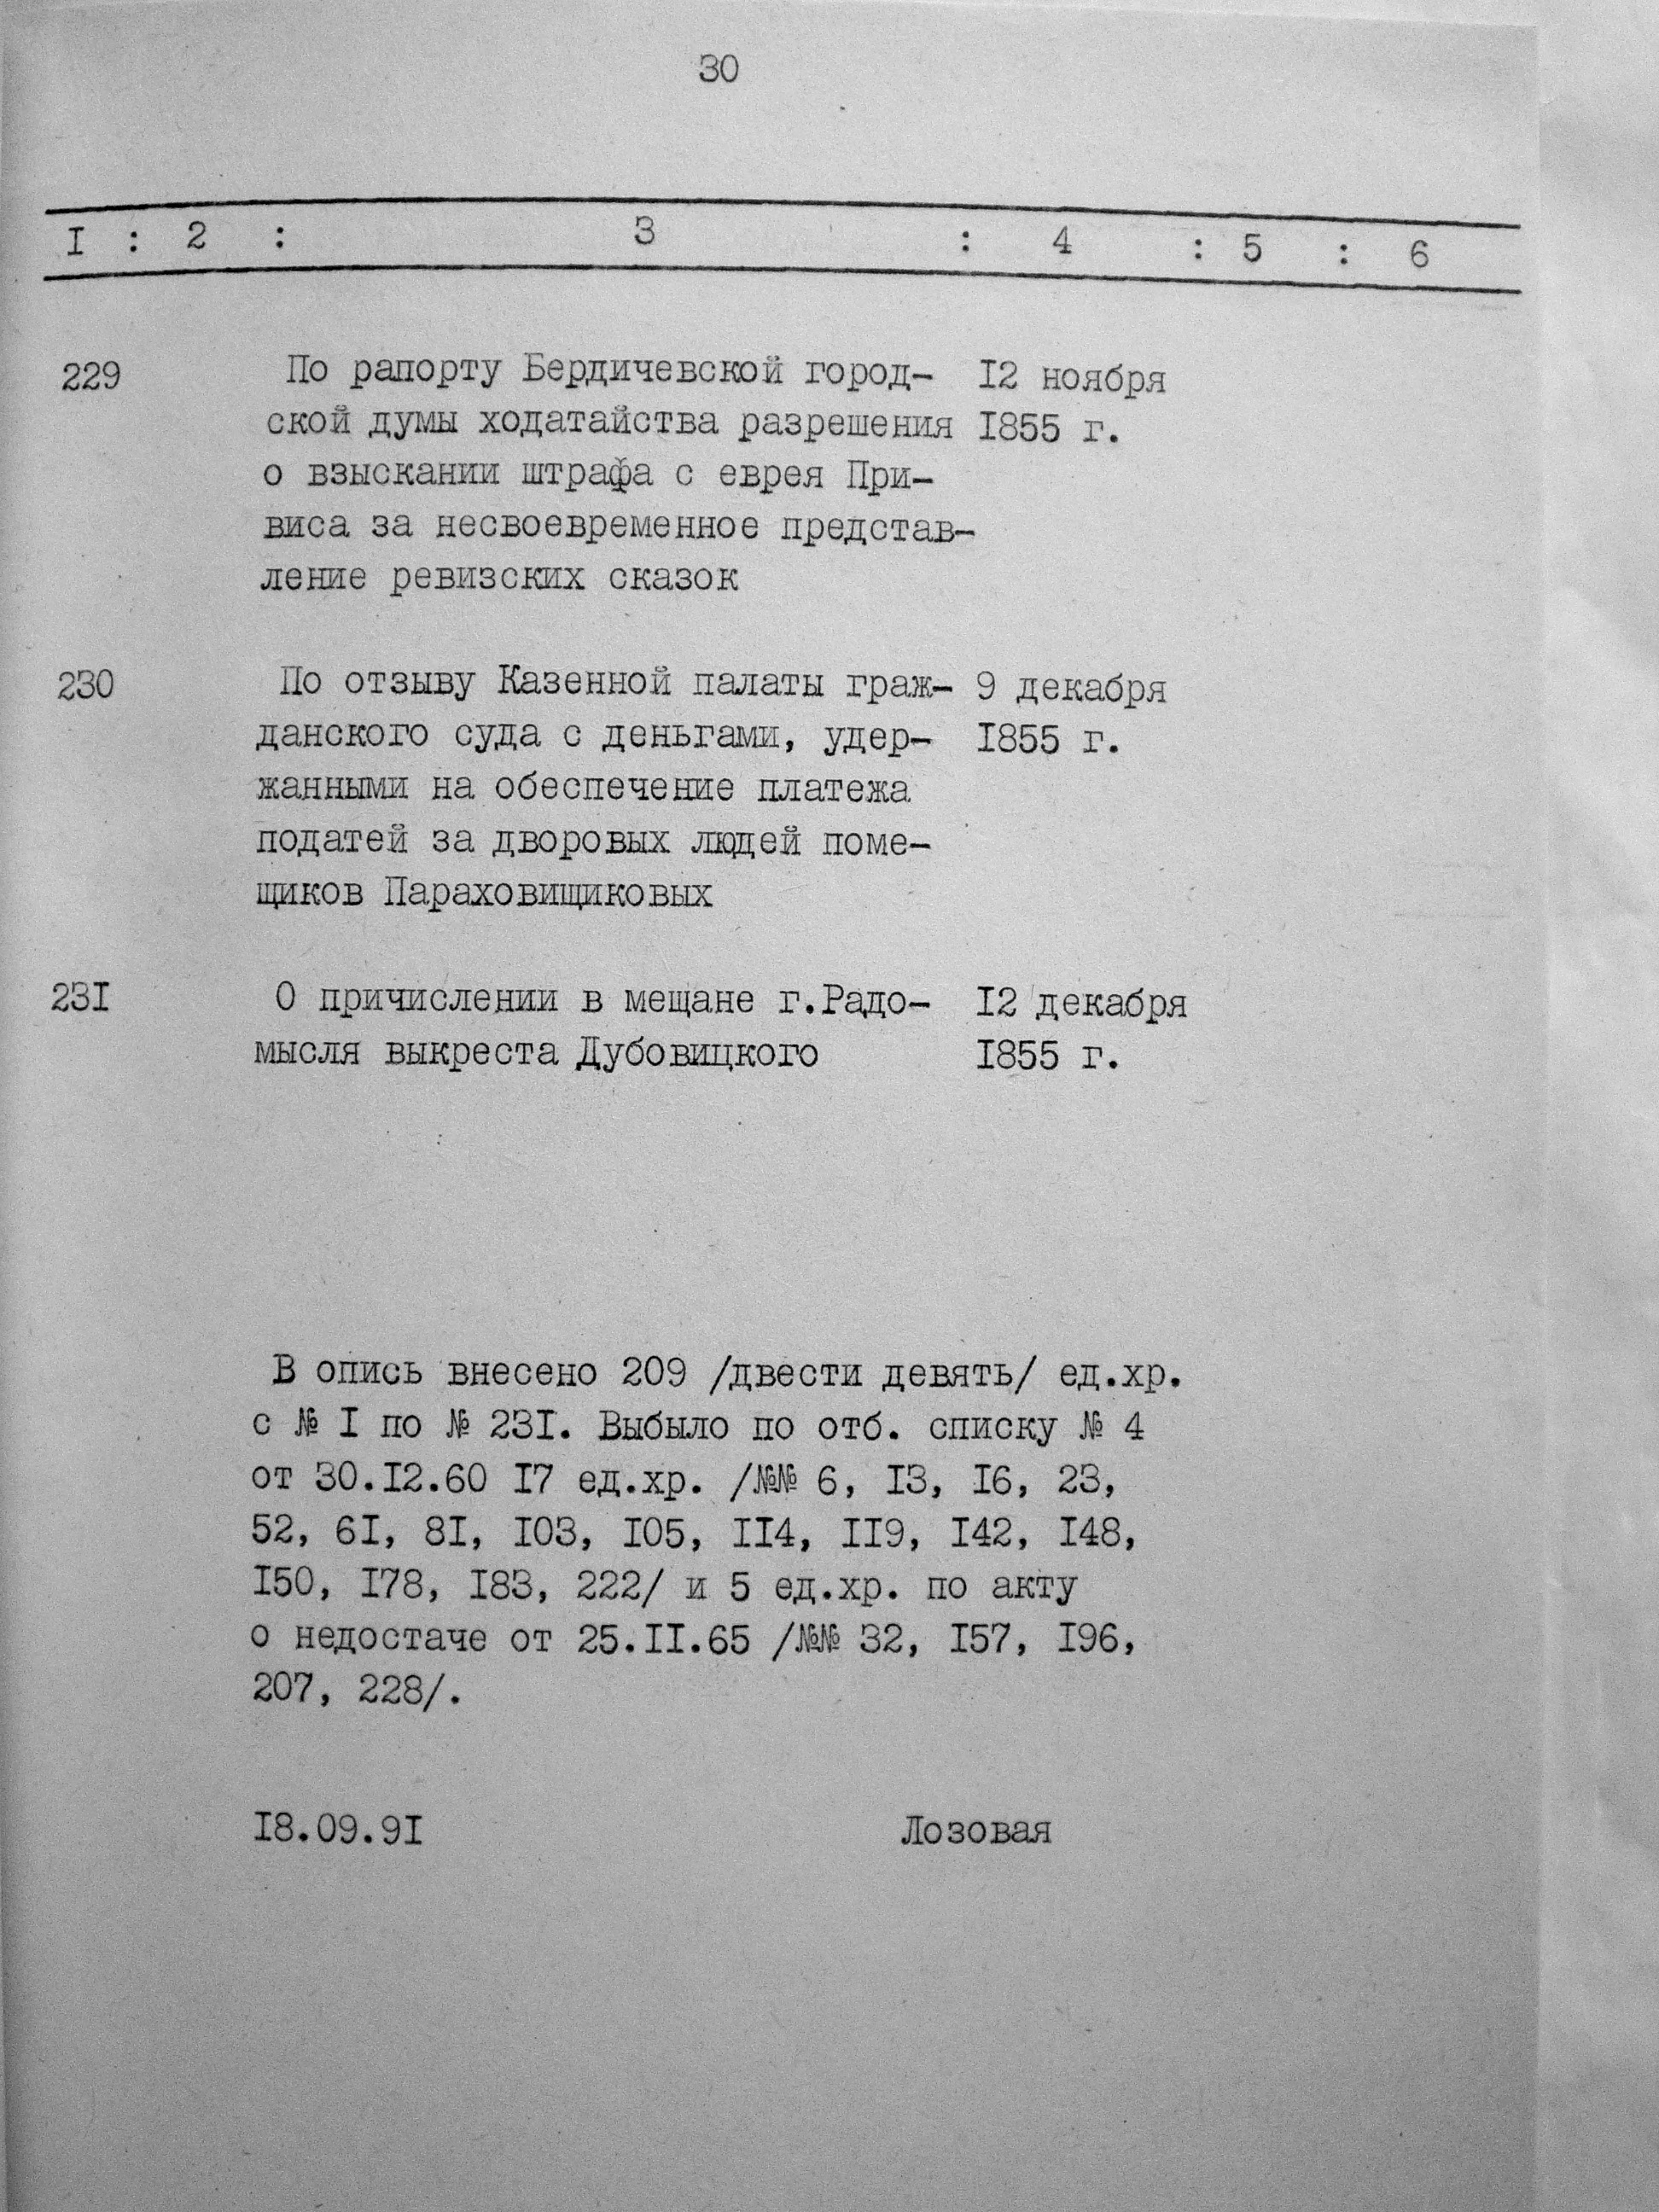 30
I : 2 : 3 : 4 : 5 : 6
229 По рапорту Бердичевской город- I2 ноября
ской думы ходатайства разрешения I855 г.
о взыскании штрафа с еврея При-
виса за несвоевременное представ-
ление ревизских сказок
230 По отзыву Казенной палаты граж- 9 декабря
данского суда с деньгами, удер- I855 г.
жанными на обеспечение платежа
податей за дворовых людей поме-
щиков Параховищиковых
23I О причислении в мещане г.Радо- I2 декабря
мысля выкреста Дубовицкого I855 г.
В опись внесено 209 /двести девять/ ед.хр.
с № I по № 23I. Выбыло по отб. списку № 4
от 30.I2.60 I7 ед.хр. /№№ 6, I3, I6, 23,
52, 6I, 8I, I03, I05, II4, II9, I42, I48,
I50, I78, I83, 222/ и 5 ед.хр. по акту
о недостаче от 25.II.65 /№№ 32, I57, I96,
207, 228/.
I8.09.9I Лозовая